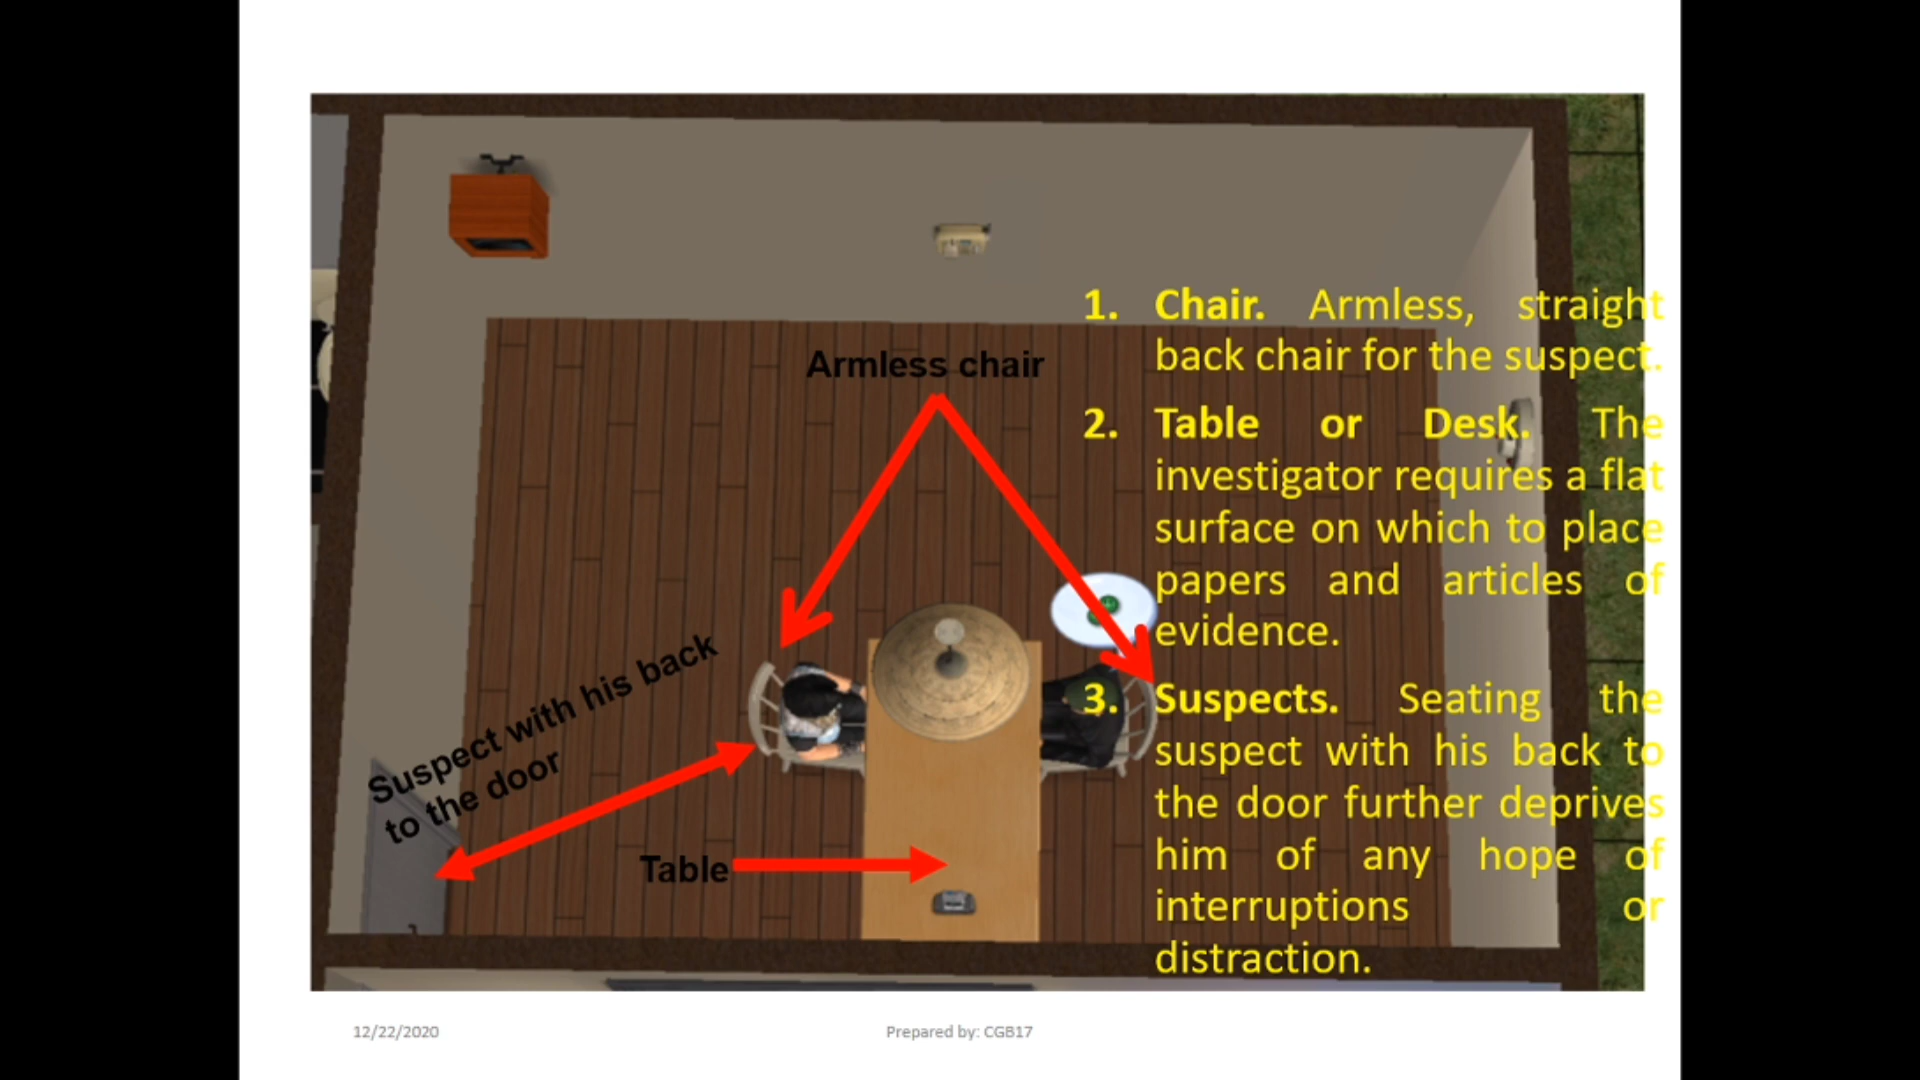 Armless chair
Suspect with his back
to the door
Table
1. Chair. Armless, straight
back chair for the suspect.
2. Table or Desk. The
investigator requires a flat
surface on which to place
papers and articles of
evidence.
3. Suspects. Seating the
suspect with his back to
the door further deprives
him of any hope of
interruptions or
distraction.
12/22/2020
Prepared by: CGB17